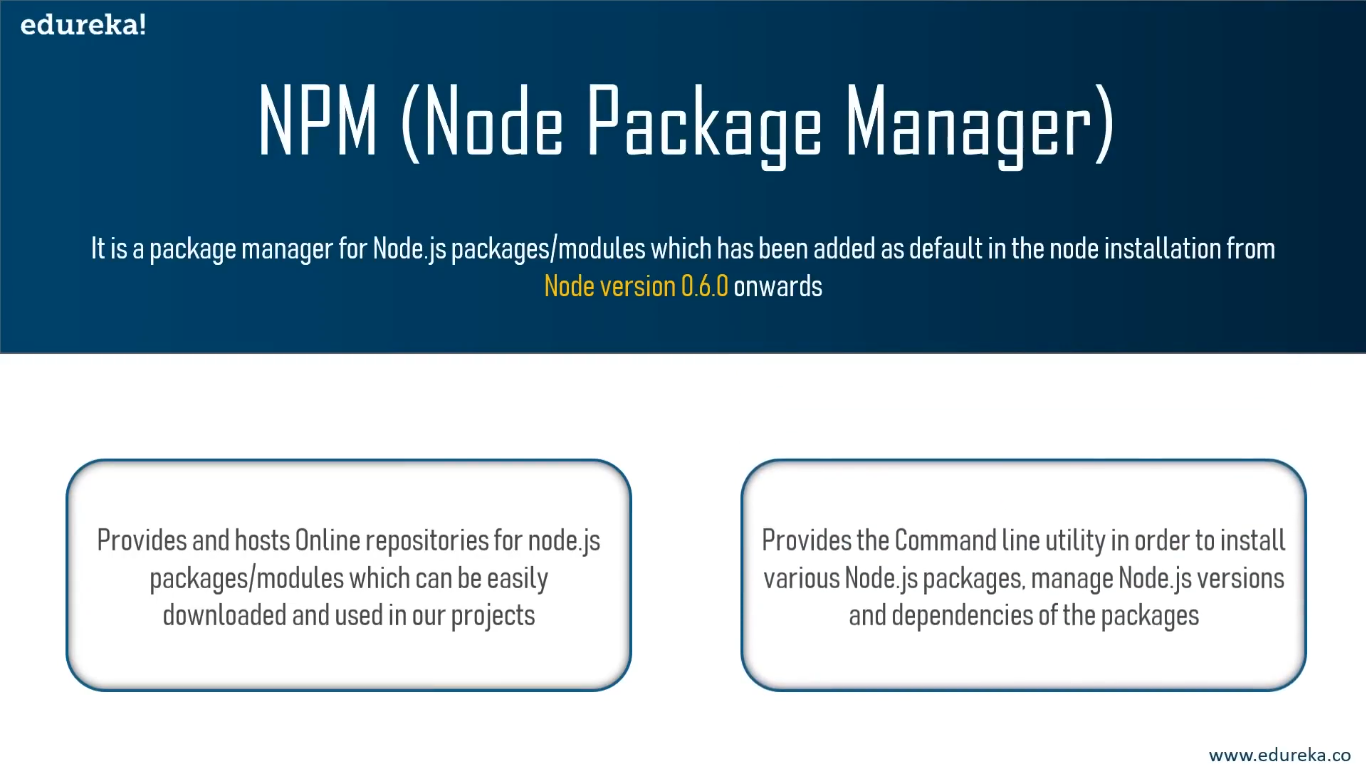 edureka!
NPM (Node Package Manager)
It is a package manager for Node.js packages/modules which has been added as default in the node installation from
Node version 0.6.0 onwards
Provides and hosts Online repositories for node.js
packages/modules which can be easily
downloaded and used in our projects
Provides the Command line utility in order to install
various Node.js packages, manage Node.js versions
and dependencies of the packages
www.edureka.co